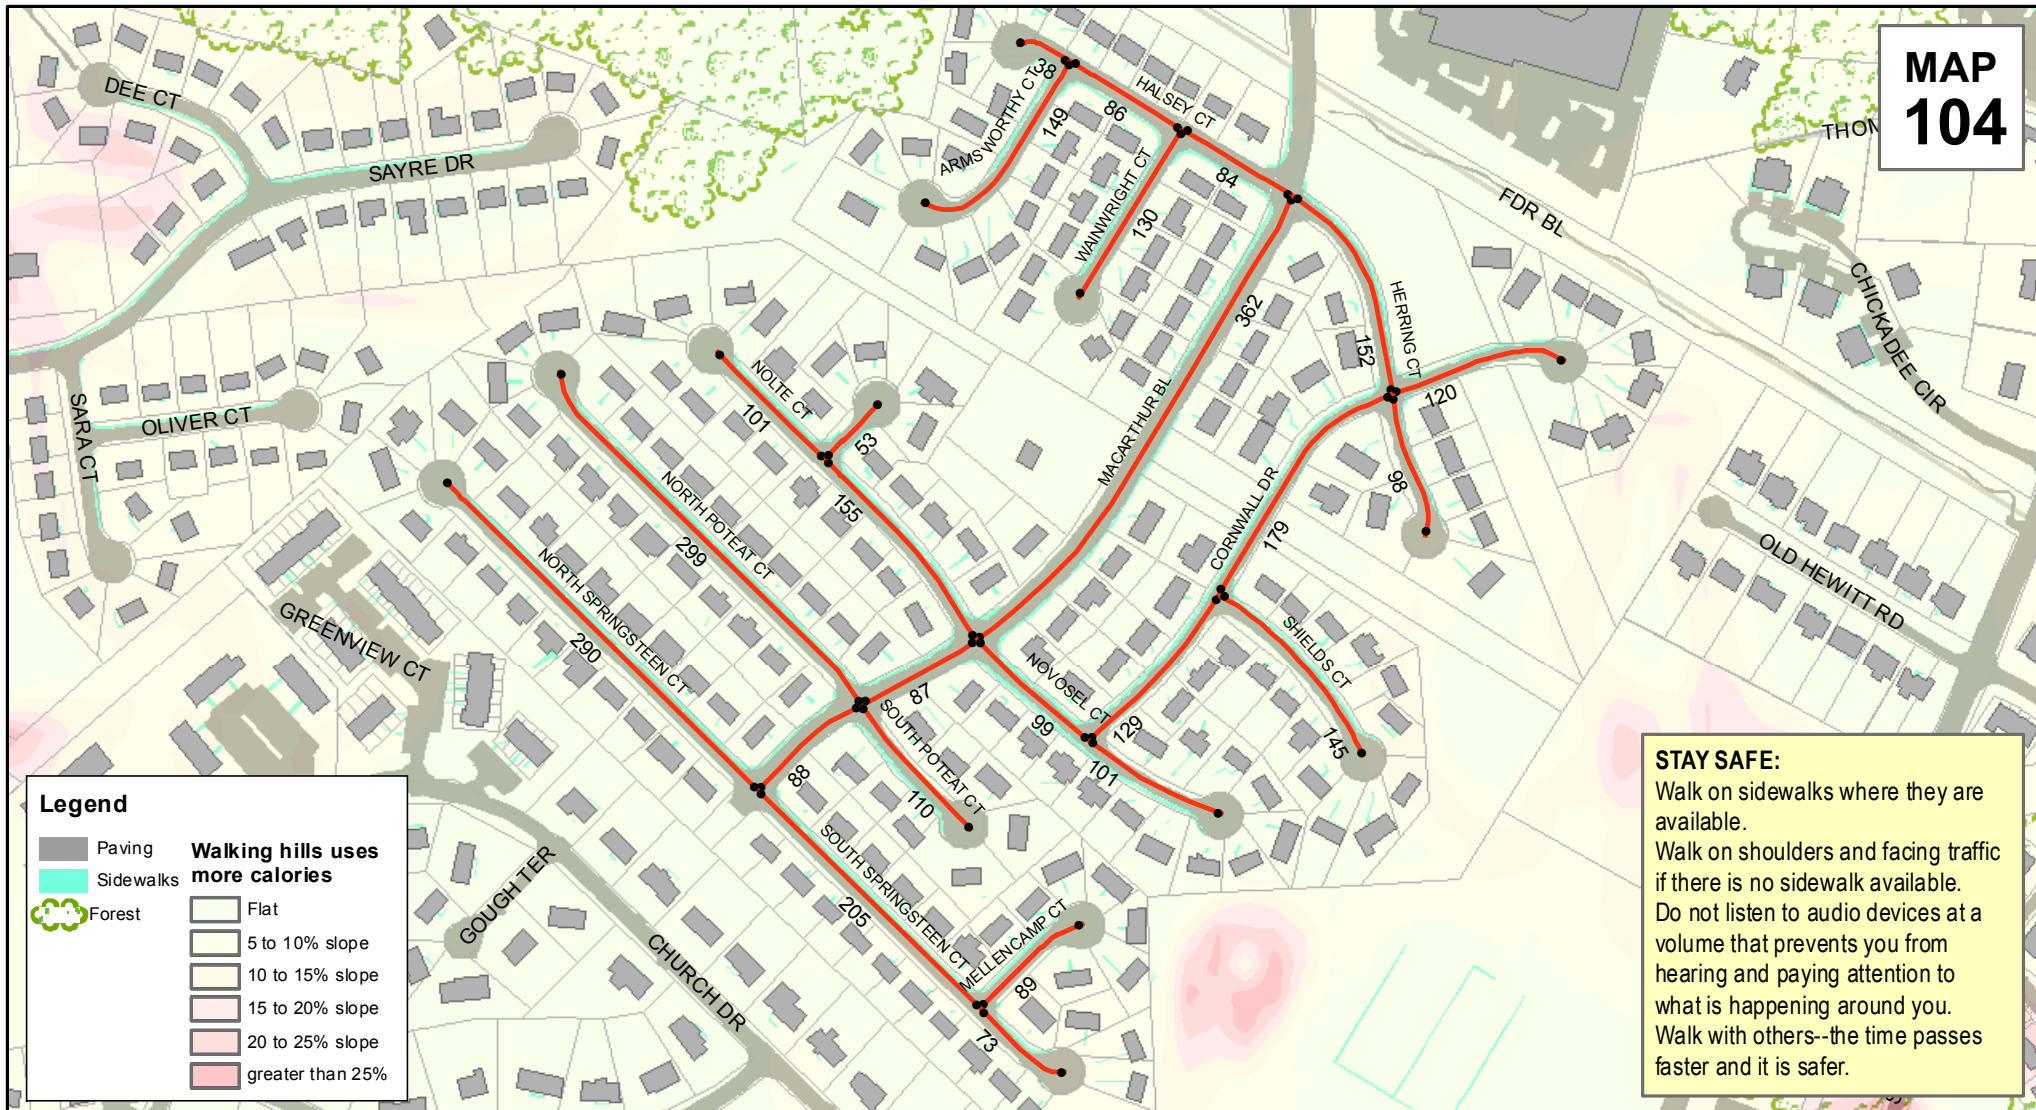 MAP
104
DEE CT
SAYRE DR
SARA CT
OLIVER CT
GREENVIEW CT
GOUGH TER
CHURCH DR
38
ARMSWORTHY CT
149
86
HALSEY CT
WAINWRIGHT CT
130
84
362
MACARTHUR BL
HERRING CT
152
120
98
CORNWALL DR
179
SHIELDS CT
145
NOLTE CT
101
53
155
NORTH POTEAT CT
299
NORTH SPRINGSTEEN CT
290
87
88
SOUTH POTEAT CT
110
NOVOSEL CT
99
129
101
SOUTH SPRINGSTEEN CT
205
MELLENCAMP CT
89
73
FDR BL
THOM
CHICKADEE CIR
OLD HEWITT RD
Legend
Paving
Sidewalks
Forest
Walking hills uses
more calories
Flat
5 to 10% slope
10 to 15% slope
15 to 20% slope
20 to 25% slope
greater than 25%
STAY SAFE:
Walk on sidewalks where they are
available.
Walk on shoulders and facing traffic
if there is no sidewalk available.
Do not listen to audio devices at a
volume that prevents you from
hearing and paying attention to
what is happening around you.
Walk with others--the time passes
faster and it is safer.